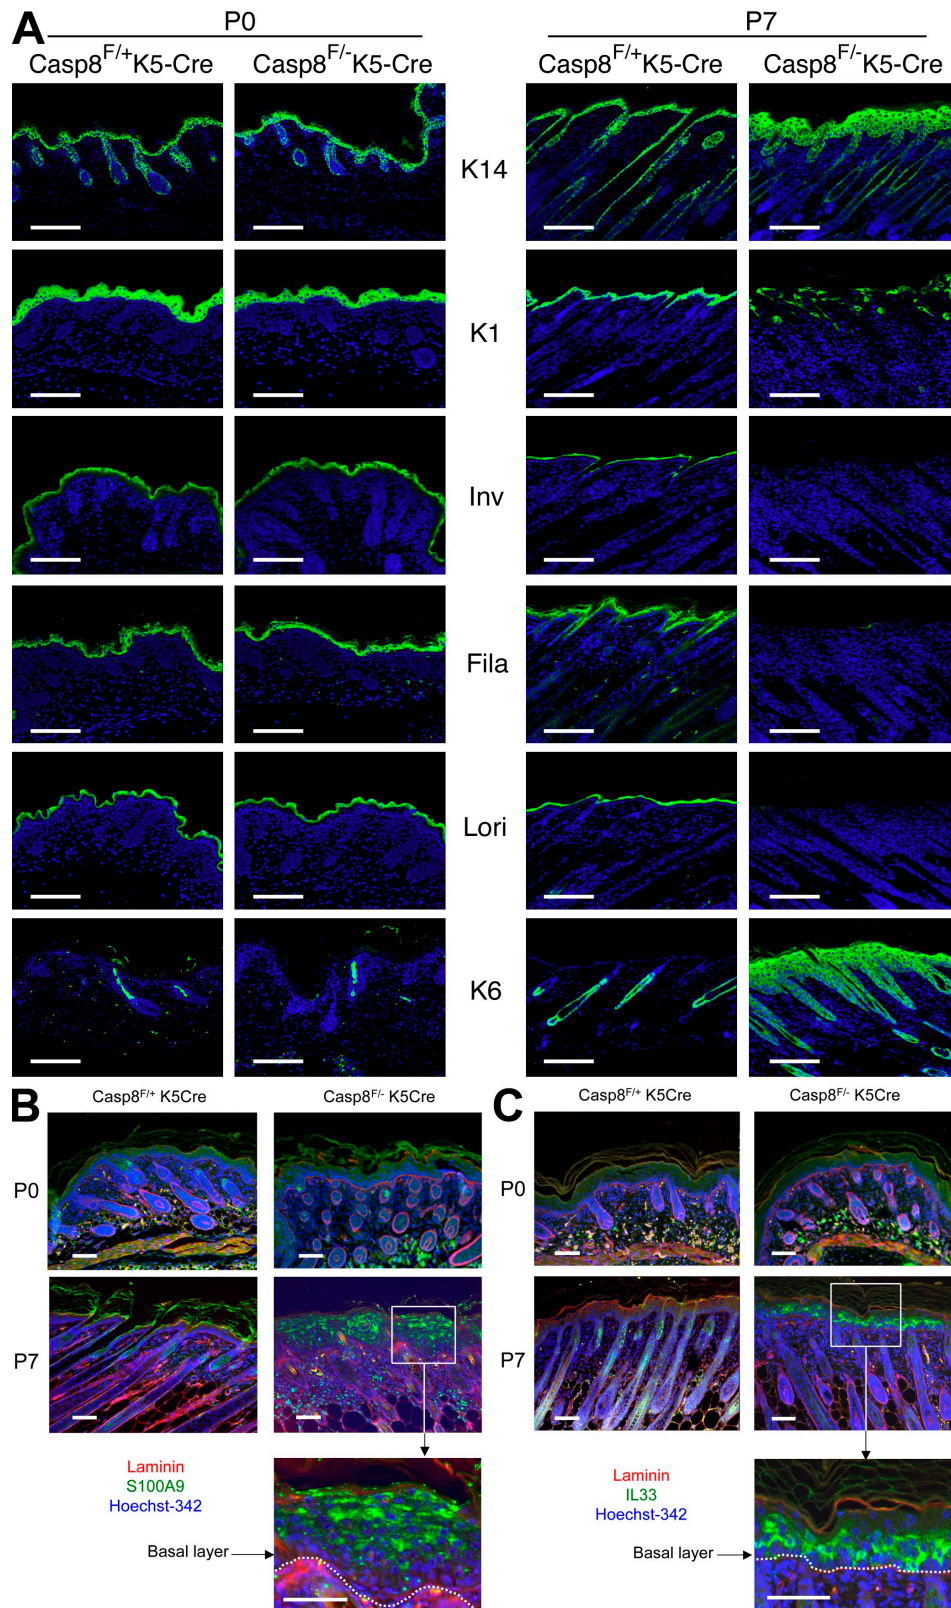 A
P0
P7
Casp8F/+K5-Cre
Casp8F/-K5-Cre
Casp8F/+K5-Cre
Casp8F/-K5-Cre
K14
K1
Inv
Fila
Lori
K6
B
Casp8F/+ K5Cre
Casp8F/- K5Cre
P0
P7
Laminin
S100A9
Hoechst-342
Basal layer
C
Casp8F/+ K5Cre
Casp8F/- K5Cre
P0
P7
Laminin
IL33
Hoechst-342
Basal layer